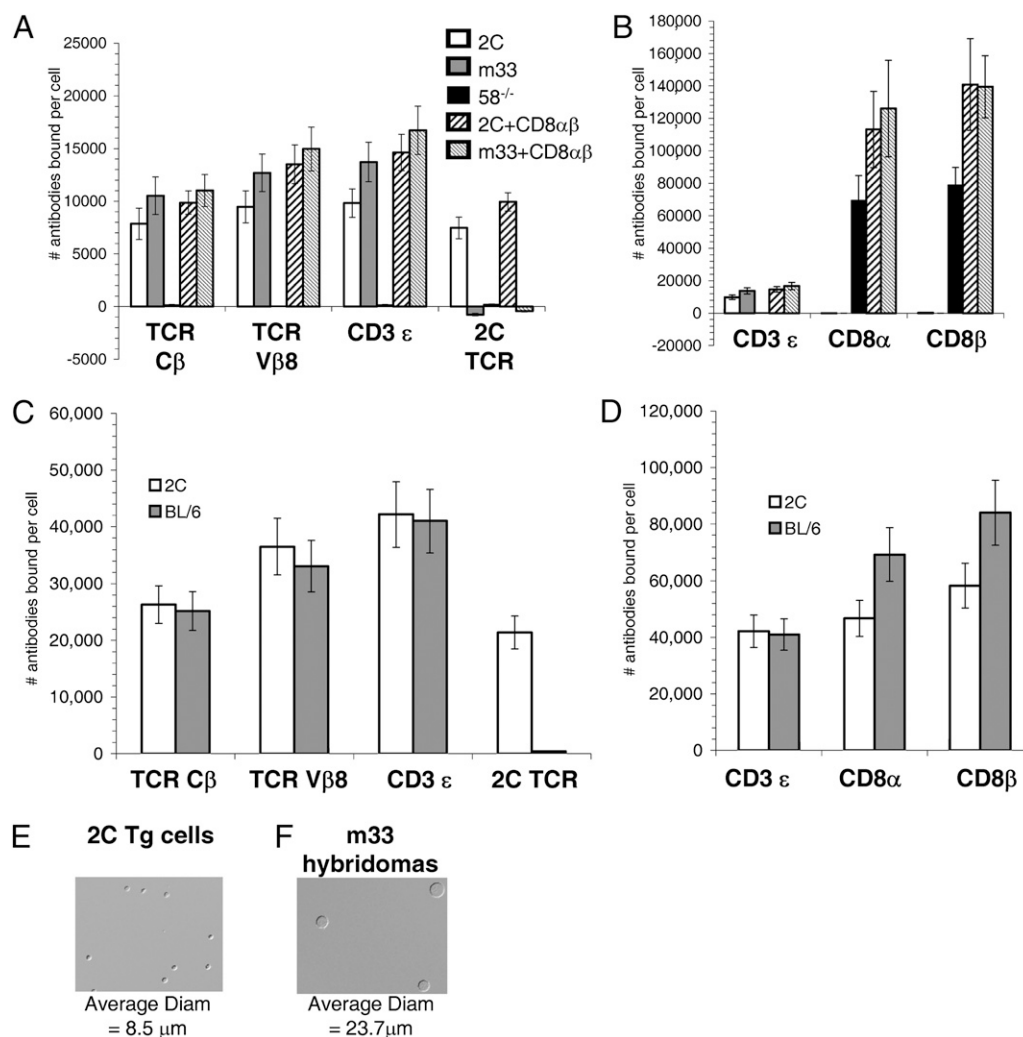 A
# antibodies bound per cell
25000
20000
15000
10000
5000
0
-5000
TCR
Cβ
TCR
Vβ8
CD3 ε
2C
TCR
2C
m33
58-/-
2C+CD8αβ
m33+CD8αβ
B
# antibodies bound per cell
180000
160000
140000
120000
100000
80000
60000
40000
20000
0
-20000
CD3 ε
CD8α
CD8β
C
# antibodies bound per cell
60,000
50,000
40,000
30,000
20,000
10,000
0
2C
BL/6
TCR Cβ
TCR Vβ8
CD3 ε
2C TCR
D
# antibodies bound per cell
120,000
100,000
80,000
60,000
40,000
20,000
0
2C
BL/6
CD3 ε
CD8α
CD8β
E
2C Tg cells
Average Diam
= 8.5 μm
F
m33
hybridomas
Average Diam
= 23.7μm